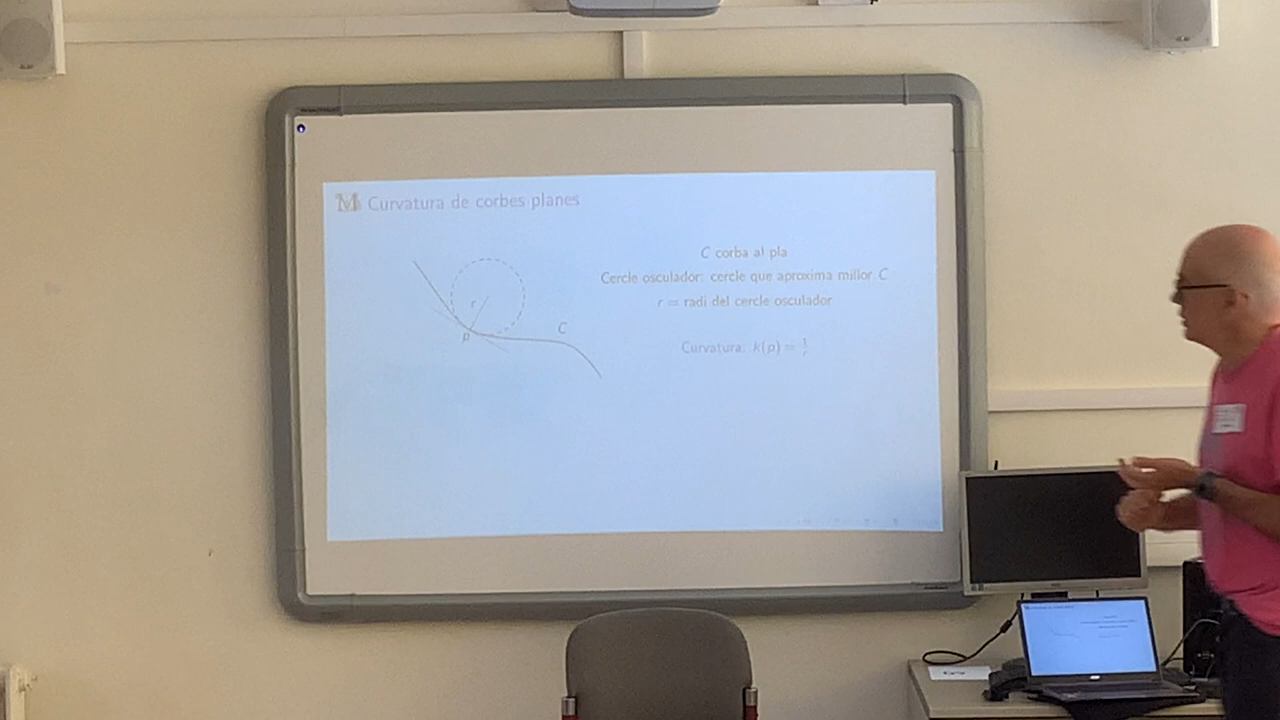 M Curvatura de corbes planes
C corba al pla
Cercle osculador: cercle que aproxima millor C
r = radi del cercle osculador
r
p
C
Curvatura: k(p) = 1/r